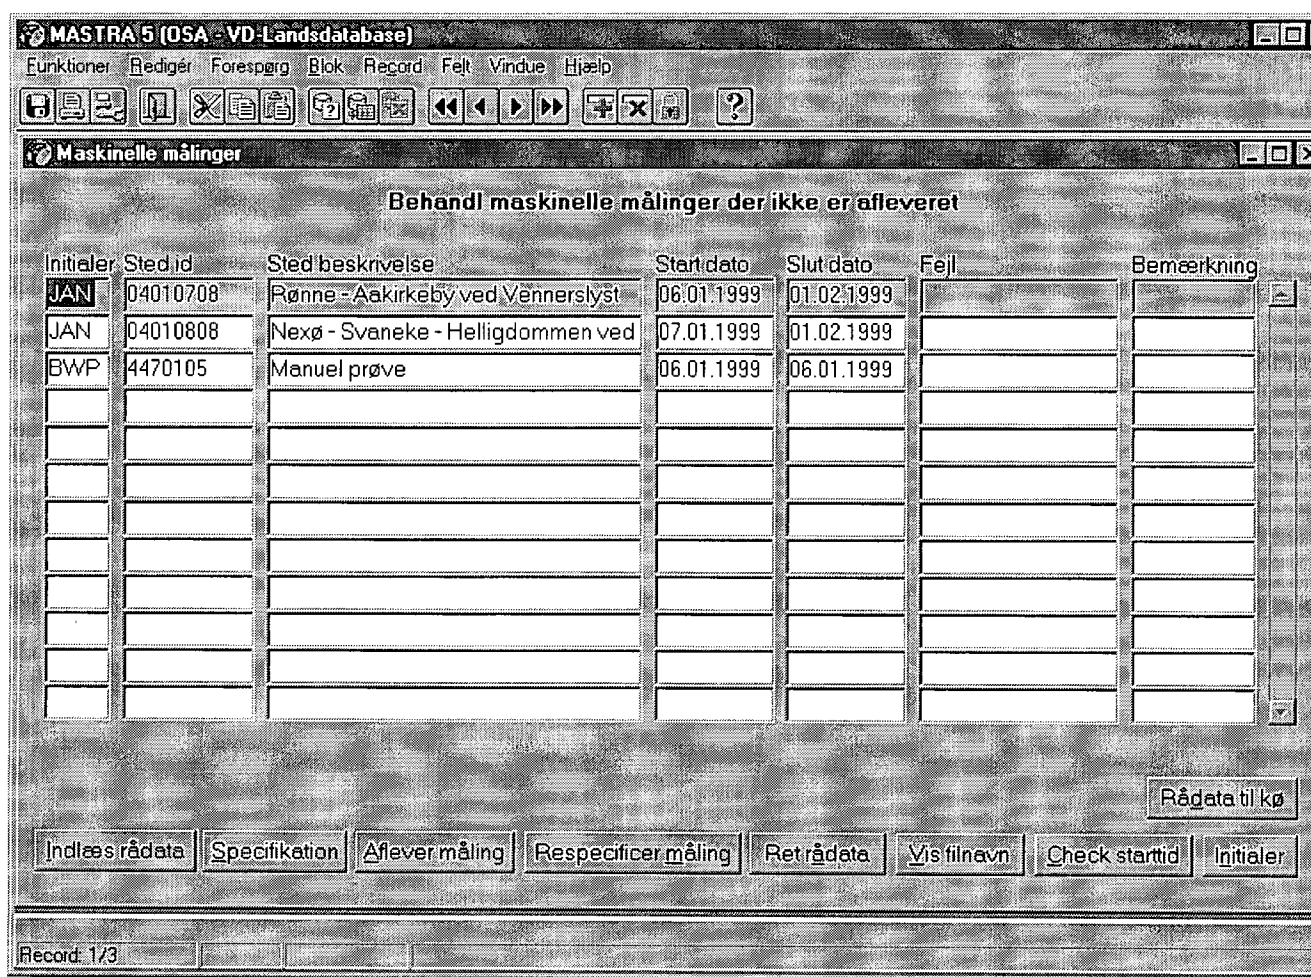 MASTRA 5 (OSA - VD-Landsdatabase)
Funktioner Redigér Forespørg Blok Record Felt Vindue Hjælp
Maskinelle målinger
Behandl maskinelle målinger der ikke er afleveret
Initialer Sted id Sted beskrivelse Start dato Slut dato Fejl Bemærkning
JAN 04010708 Rønne - Aakirkeby ved Vennerslyst 06.01.1999 01.02.1999
JAN 04010808 Nexø - Svaneke - Helligdommen ved 07.01.1999 01.02.1999
BWP 4470105 Manuel prøve 06.01.1999 06.01.1999
Rådata til kø
Indlæs rådata Specifikation Aflever måling Respecificer måling Ret rådata Vis filnavn Check starttid Initialer
Record: 1/3